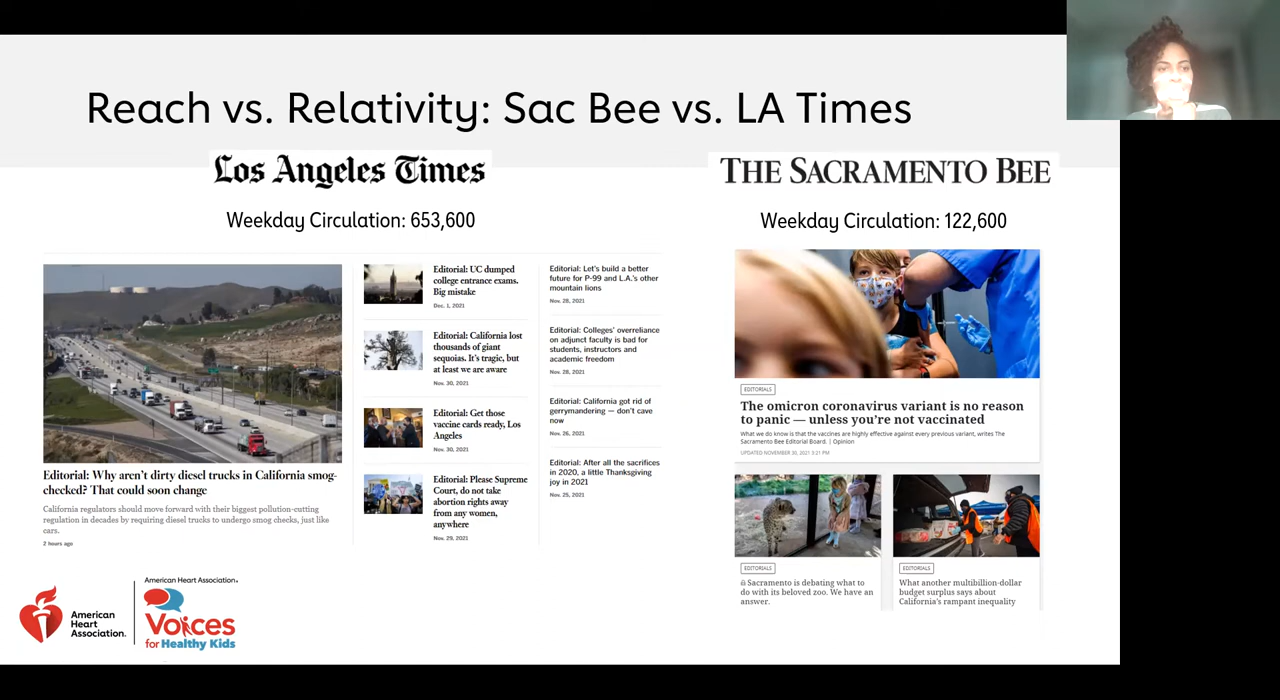 Reach vs. Relativity: Sac Bee vs. LA Times
Los Angeles Times
Weekday Circulation: 653,600
Editorial: Why aren't dirty diesel trucks in California smog-
checked? That could soon change
California regulators should move forward with their biggest pollution-cutting
regulation in decades by requiring diesel trucks to undergo smog checks, just like
cars.
2 hours ago
Editorial: UC dumped
college entrance exams.
Big mistake
Dec. 1, 2021
Editorial: California lost
thousands of giant
sequoias. It's tragic, but
at least we are aware
Nov. 30, 2021
Editorial: Get those
vaccine cards ready, Los
Angeles
Nov. 30, 2021
Editorial: Please Supreme
Court, do not take
abortion rights away
from any women,
anywhere
Nov. 29, 2021
Editorial: Let's build a better
future for P-99 and L.A.'s other
mountain lions
Nov. 28, 2021
Editorial: Colleges' overreliance
on adjunct faculty is bad for
students, instructors and
academic freedom
Nov. 28, 2021
Editorial: California got rid of
gerrymandering — don't cave
now
Nov. 26, 2021
Editorial: After all the sacrifices
in 2020, a little Thanksgiving
joy in 2021
Nov. 25, 2021
THE SACRAMENTO BEE
Weekday Circulation: 122,600
EDITORIALS
The omicron coronavirus variant is no reason
to panic — unless you're not vaccinated
What we do know is that the vaccines are highly effective against every previous variant, writes The
Sacramento Bee Editorial Board. | Opinion
UPDATED NOVEMBER 30, 2021 3:21 PM
EDITORIALS
Sacramento is debating what to
do with its beloved zoo. We have an
answer.
EDITORIALS
What another multibillion-dollar
budget surplus says about
California's rampant inequality
American
Heart
Association.
American Heart Association.
Voices
for Healthy Kids